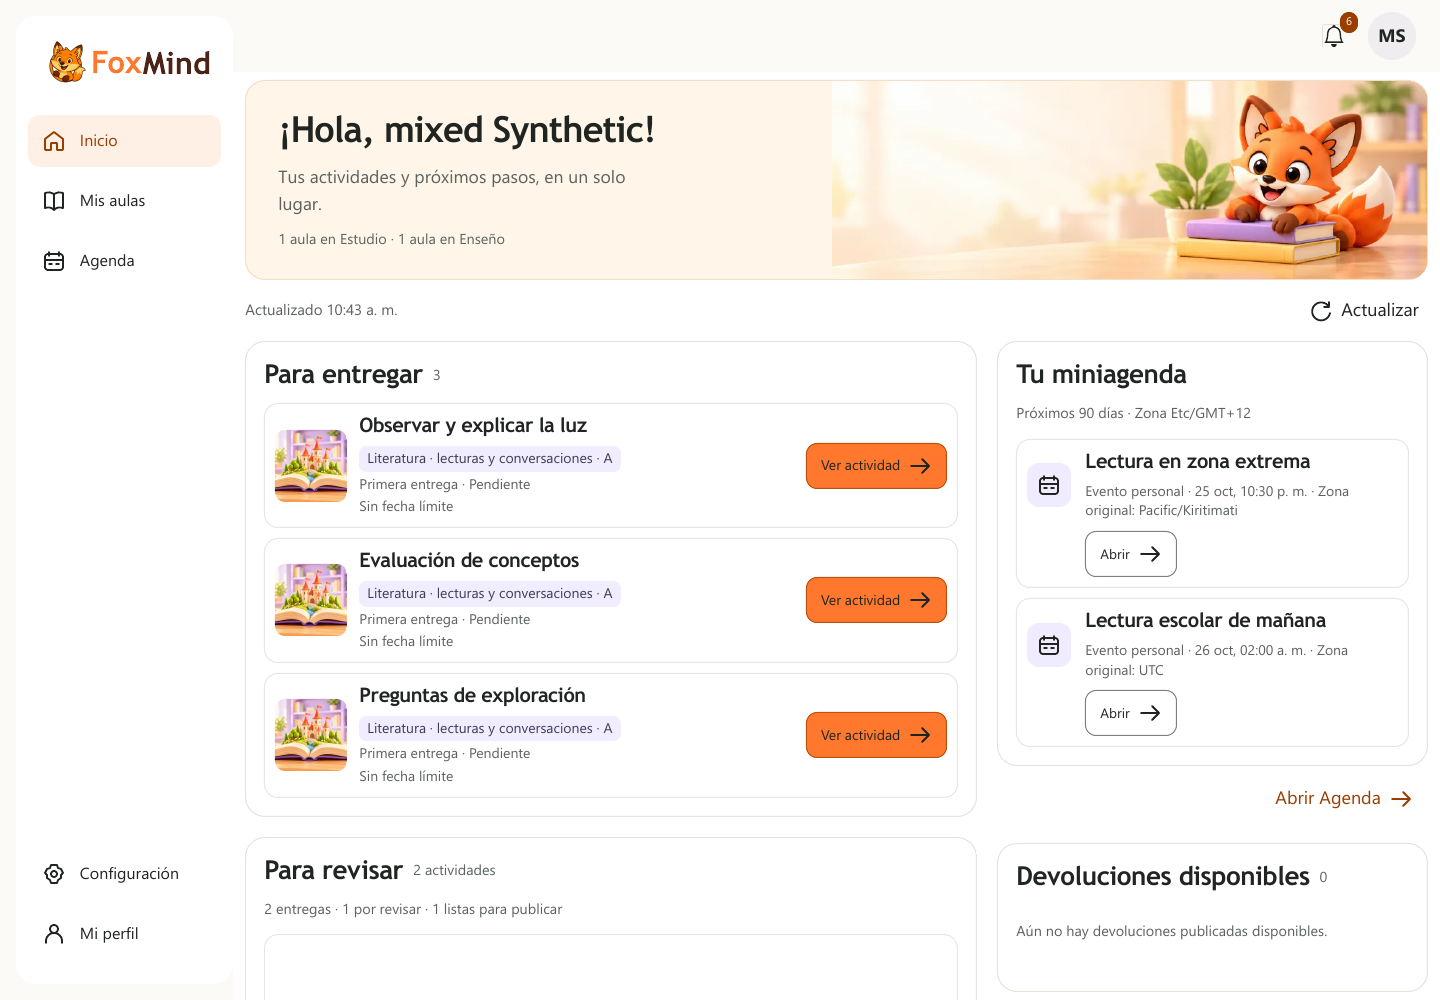 FoxMind
Inicio
Mis aulas
Agenda
Configuración
Mi perfil
6
MS
¡Hola, mixed Synthetic!
Tus actividades y próximos pasos, en un solo
lugar.
1 aula en Estudio · 1 aula en Enseño
Actualizado 10:43 a. m.
Actualizar
Para entregar 3
Observar y explicar la luz
Literatura · lecturas y conversaciones · A
Primera entrega · Pendiente
Sin fecha límite
Ver actividad
Evaluación de conceptos
Literatura · lecturas y conversaciones · A
Primera entrega · Pendiente
Sin fecha límite
Ver actividad
Preguntas de exploración
Literatura · lecturas y conversaciones · A
Primera entrega · Pendiente
Sin fecha límite
Ver actividad
Para revisar 2 actividades
2 entregas · 1 por revisar · 1 listas para publicar
Tu miniagenda
Próximos 90 días · Zona Etc/GMT+12
Lectura en zona extrema
Evento personal · 25 oct, 10:30 p. m. · Zona
original: Pacific/Kiritimati
Abrir
Lectura escolar de mañana
Evento personal · 26 oct, 02:00 a. m. · Zona
original: UTC
Abrir
Abrir Agenda
Devoluciones disponibles 0
Aún no hay devoluciones publicadas disponibles.